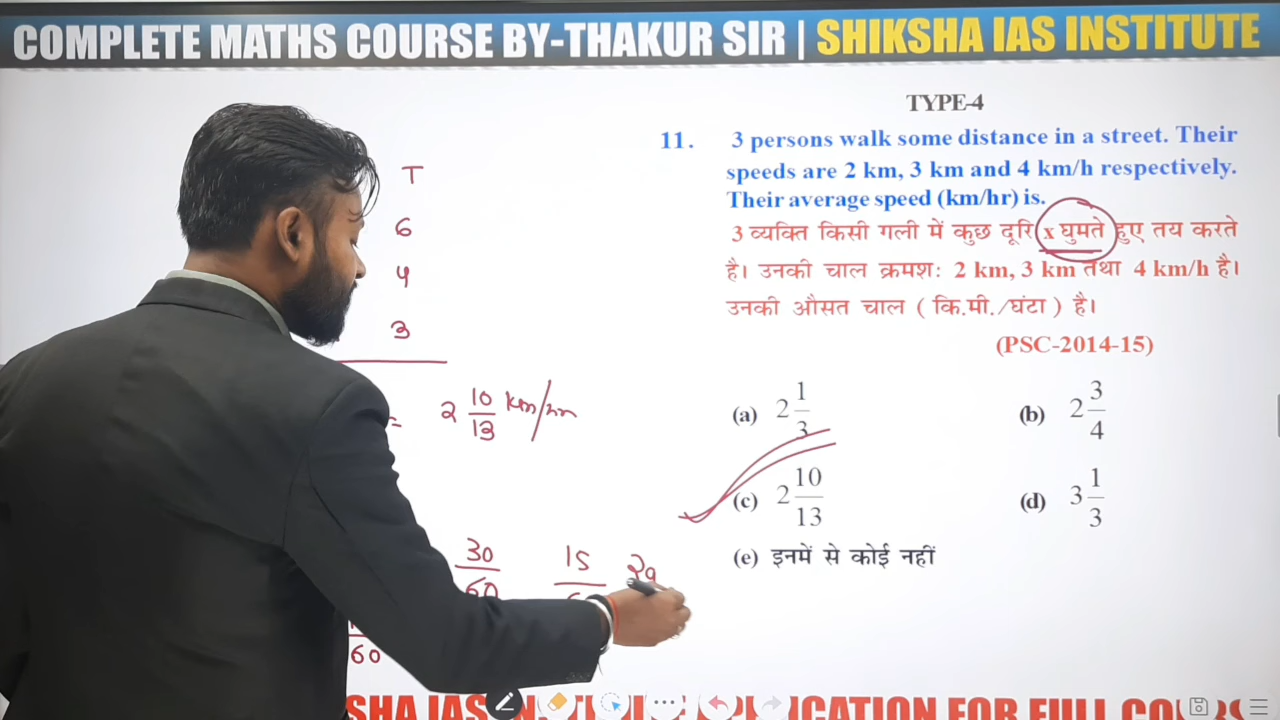 COMPLETE MATHS COURSE BY-THAKUR SIR | SHIKSHA IAS INSTITUTE
TYPE-4
11. 3 persons walk some distance in a street. Their
speeds are 2 km, 3 km and 4 km/h respectively.
Their average speed (km/hr) is.
3 व्यक्ति किसी गली में कुछ दूरि x घुमते हुए तय करते
है। उनकी चाल क्रमश: 2 km, 3 km तथा 4 km/h है।
उनकी औसत चाल ( कि.मी./घंटा ) है।
(PSC-2014-15)
(a) 2 1/3
(b) 2 3/4
(c) 2 10/13
(d) 3 1/3
(e) इनमें से कोई नहीं
T
6
4
3
= 2 10/13 km/hr
30/60
15
60